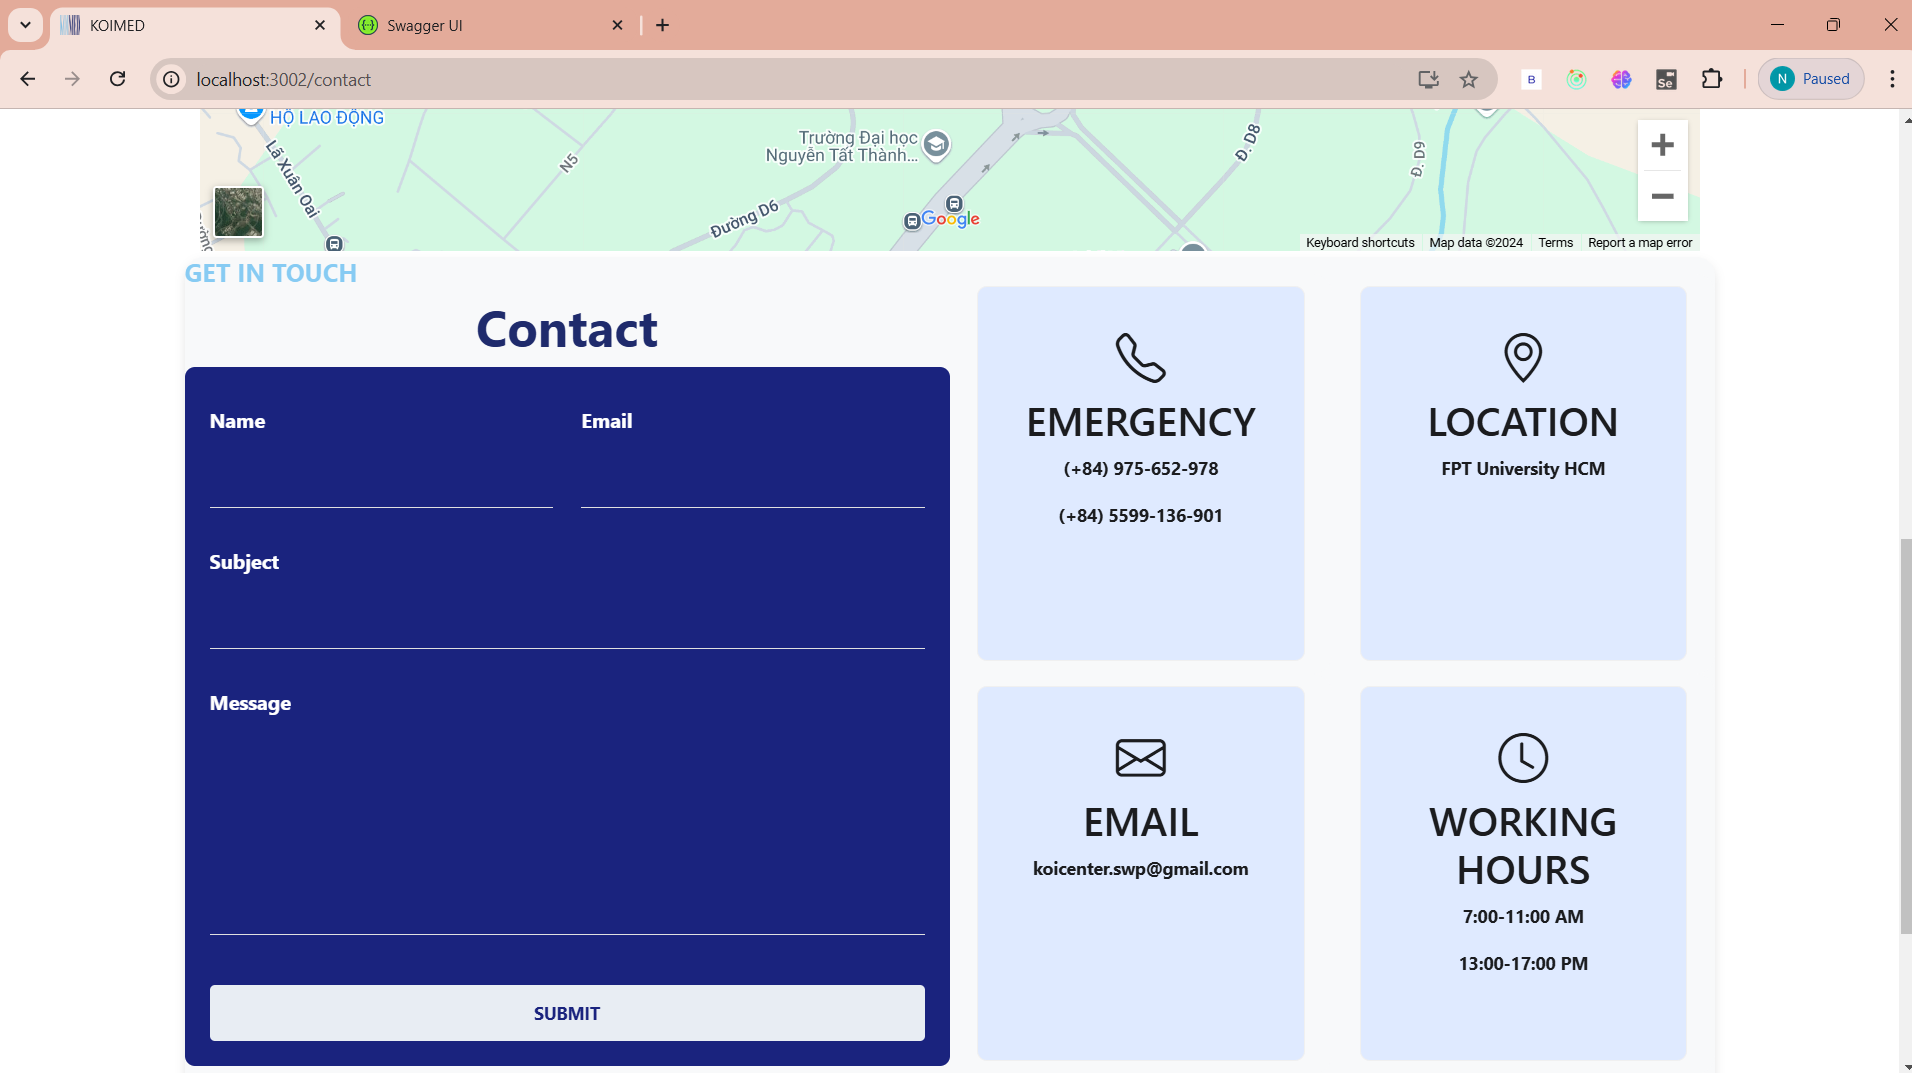 KOIMED
Swagger UI
localhost:3002/contact
B
Se
N
Paused
HỘ LAO ĐỘNG
Lã Xuân Oai
N5
Trường Đại học
Nguyễn Tất Thành...
Đường D6
Đ. D8
Đ. D9
Google
Keyboard shortcuts
Map data ©2024
Terms
Report a map error
GET IN TOUCH
Contact
Name
Email
Subject
Message
SUBMIT
EMERGENCY
(+84) 975-652-978
(+84) 5599-136-901
LOCATION
FPT University HCM
EMAIL
koicenter.swp@gmail.com
WORKING
HOURS
7:00-11:00 AM
13:00-17:00 PM